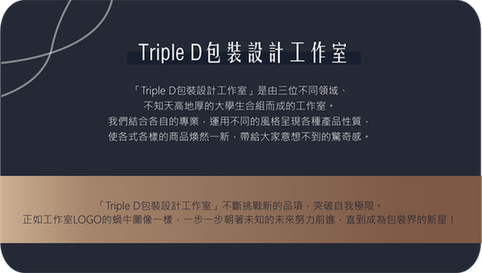 Triple D包裝設計工作室
「Triple D包裝設計工作室」是由三位不同領域、
不知天高地厚的大學生合組而成的工作室。
我們結合各自的專業，運用不同的風格呈現各種產品性質，
使各式各樣的商品煥然一新，帶給大家意想不到的驚奇感。
「Triple D包裝設計工作室」不斷挑戰新的品項，突破自我極限。
正如工作室LOGO的蝸牛圖像一樣，一步一步朝著未知的未來努力前進，直到成為包裝界的新星！